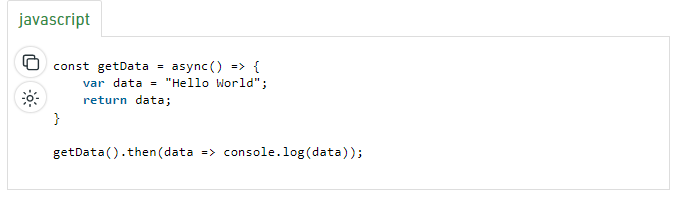 javascript
const getData = async() => {
    var data = "Hello World";
    return data;
}
getData().then(data => console.log(data));